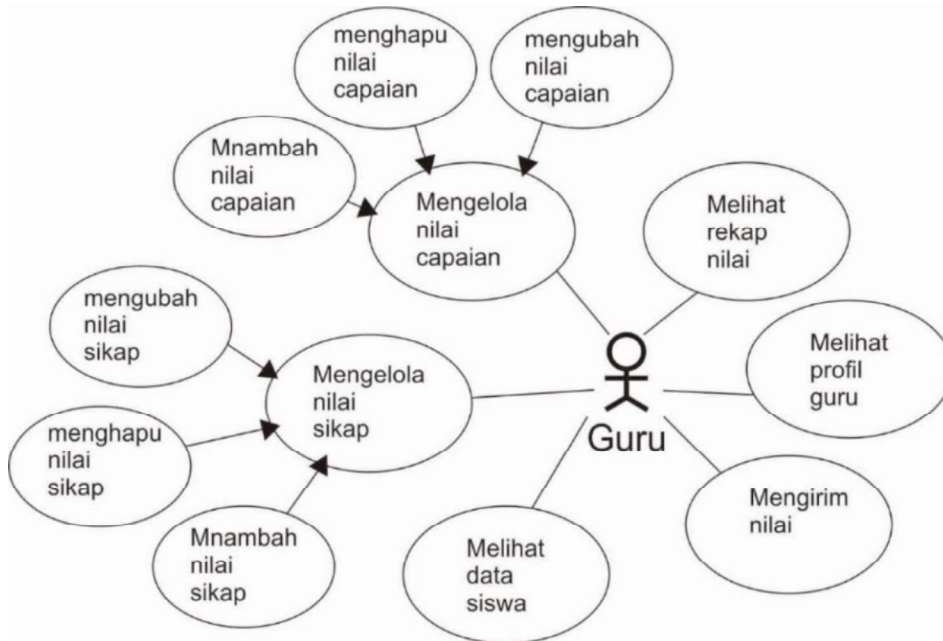 menghapu
nilai
capaian
mengubah
nilai
capaian
Mnambah
nilai
capaian
Mengelola
nilai
capaian
Melihat
rekap
nilai
mengubah
nilai
sikap
Mengelola
nilai
sikap
Melihat
profil
guru
menghapu
nilai
sikap
Guru
Mengirim
nilai
Mnambah
nilai
sikap
Melihat
data
siswa